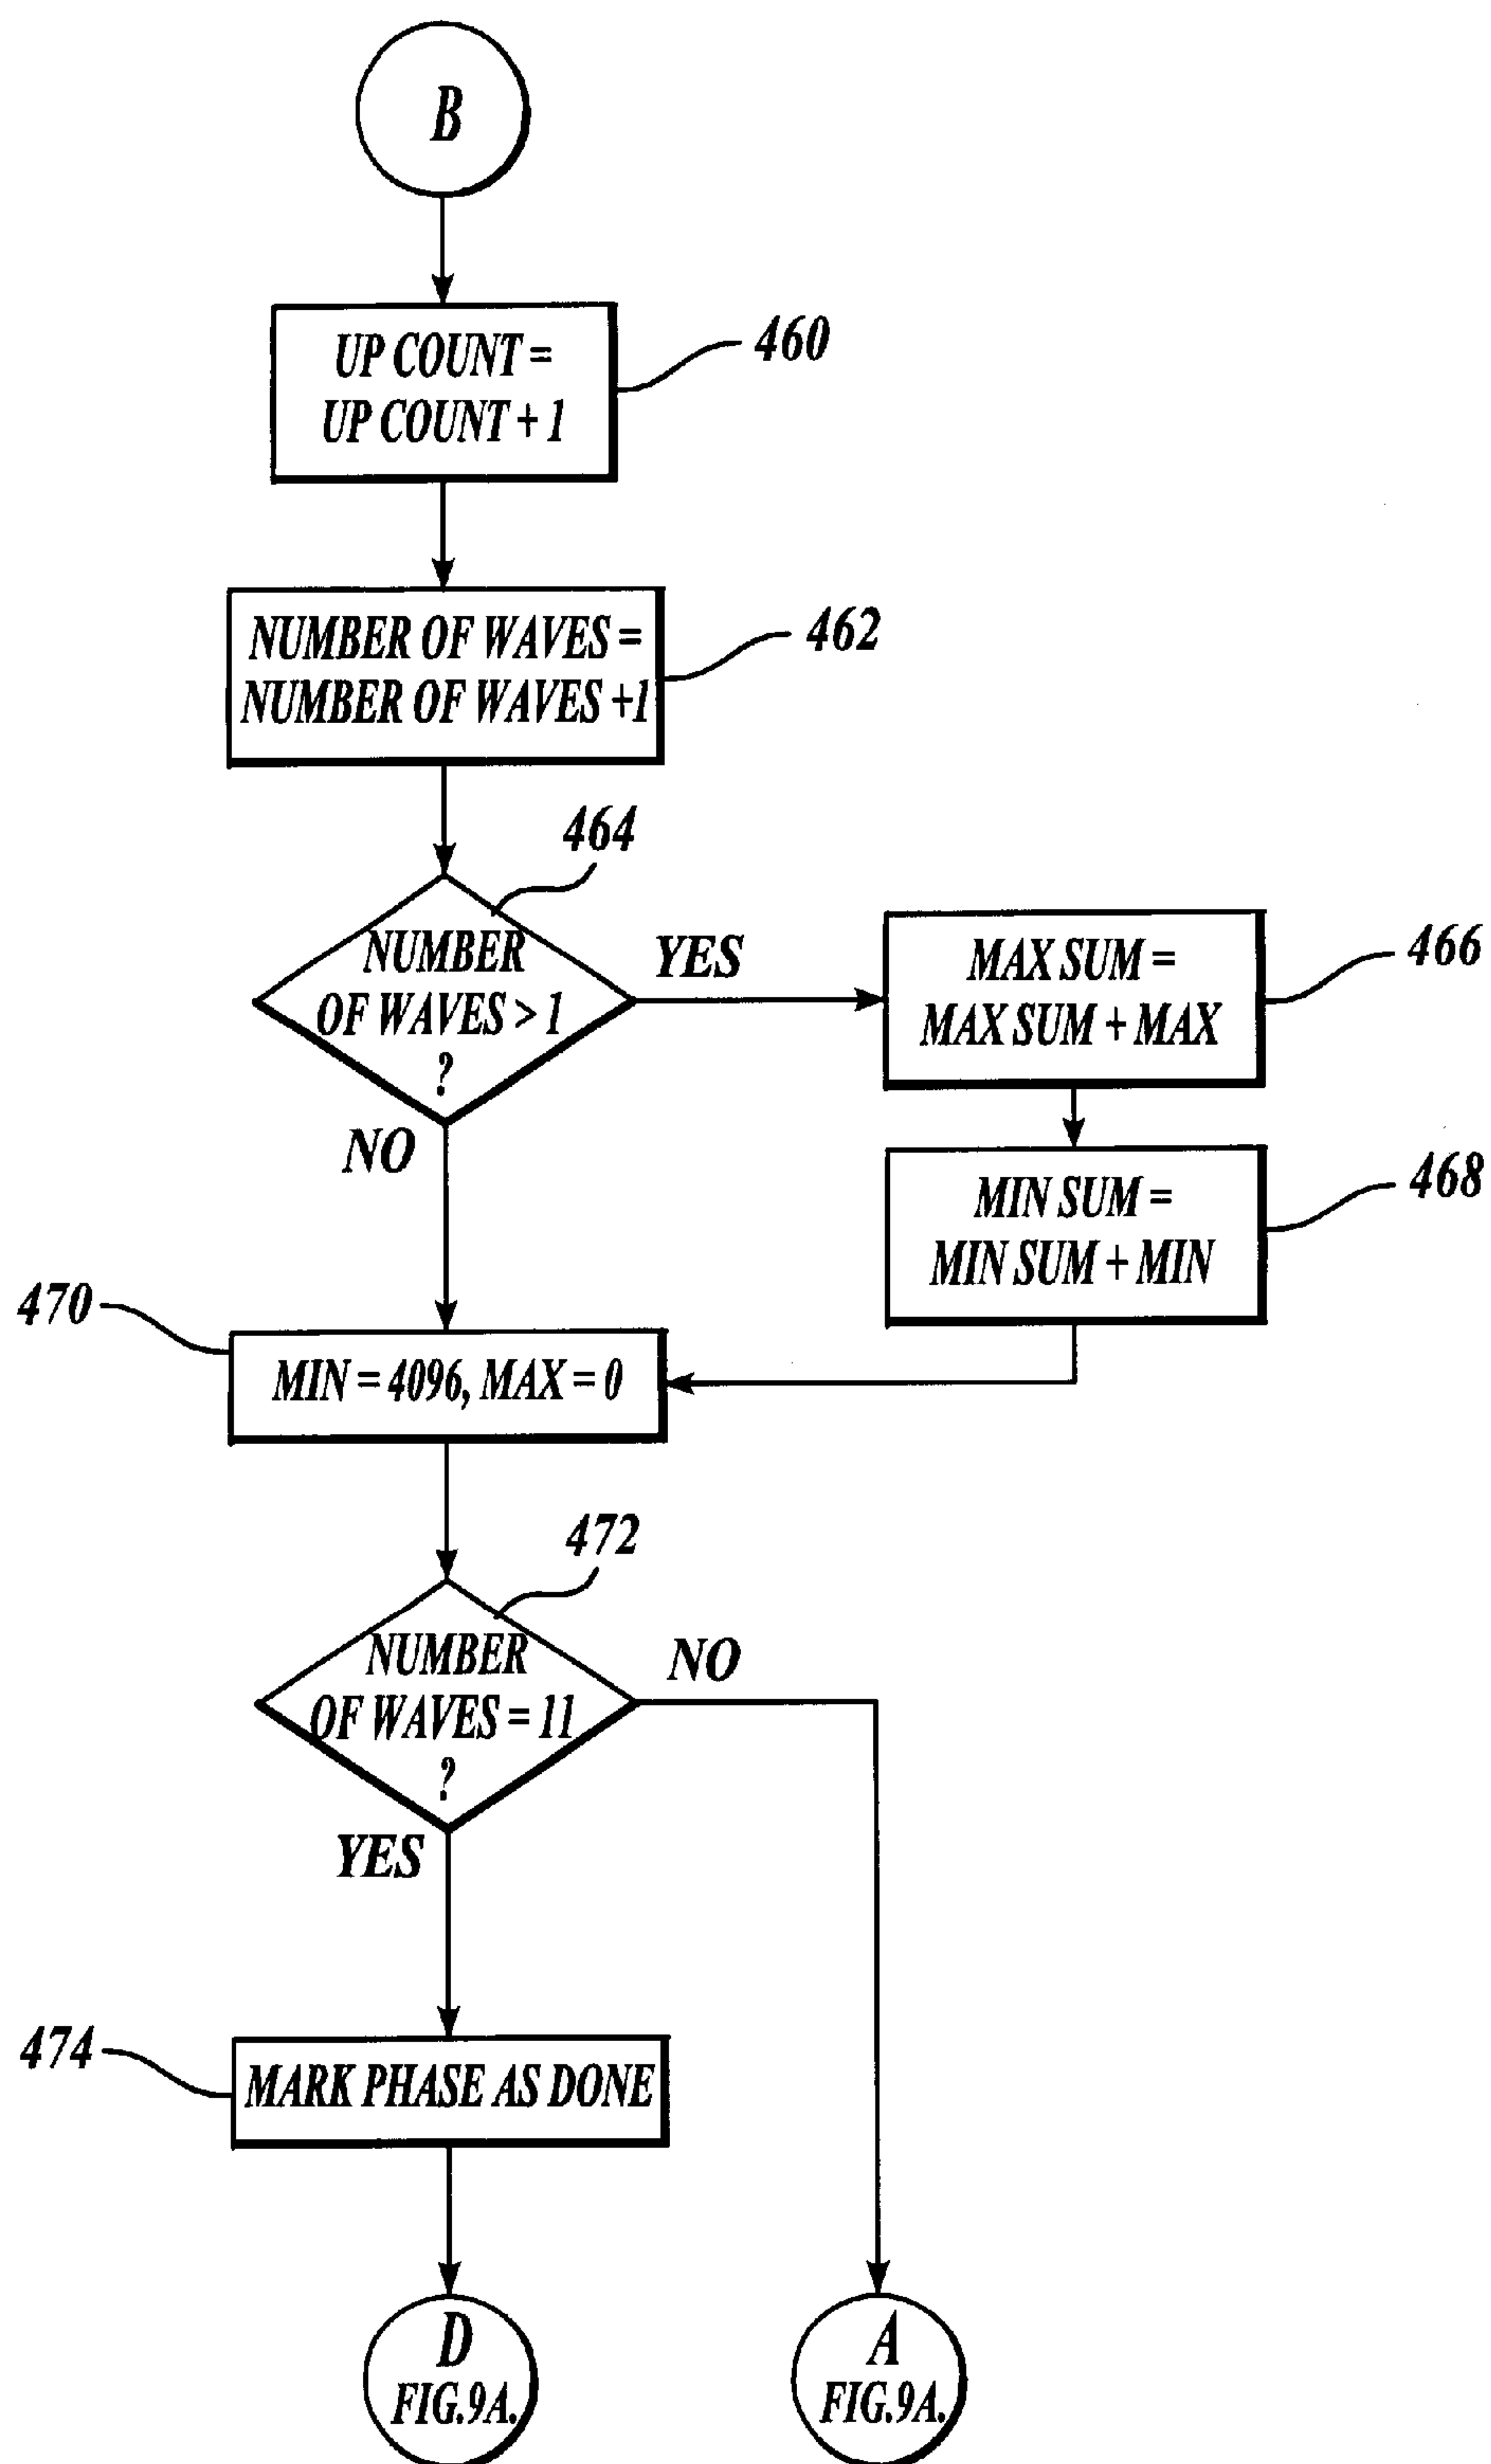 B
UP COUNT =
UP COUNT + 1
460
NUMBER OF WAVES =
NUMBER OF WAVES +1
462
464
NUMBER
OF WAVES > 1
?
YES
NO
MAX SUM =
MAX SUM + MAX
466
MIN SUM =
MIN SUM + MIN
468
470
MIN = 4096, MAX = 0
472
NUMBER
OF WAVES = 11
?
NO
YES
474
MARK PHASE AS DONE
D
FIG.9A.
A
FIG.9A.